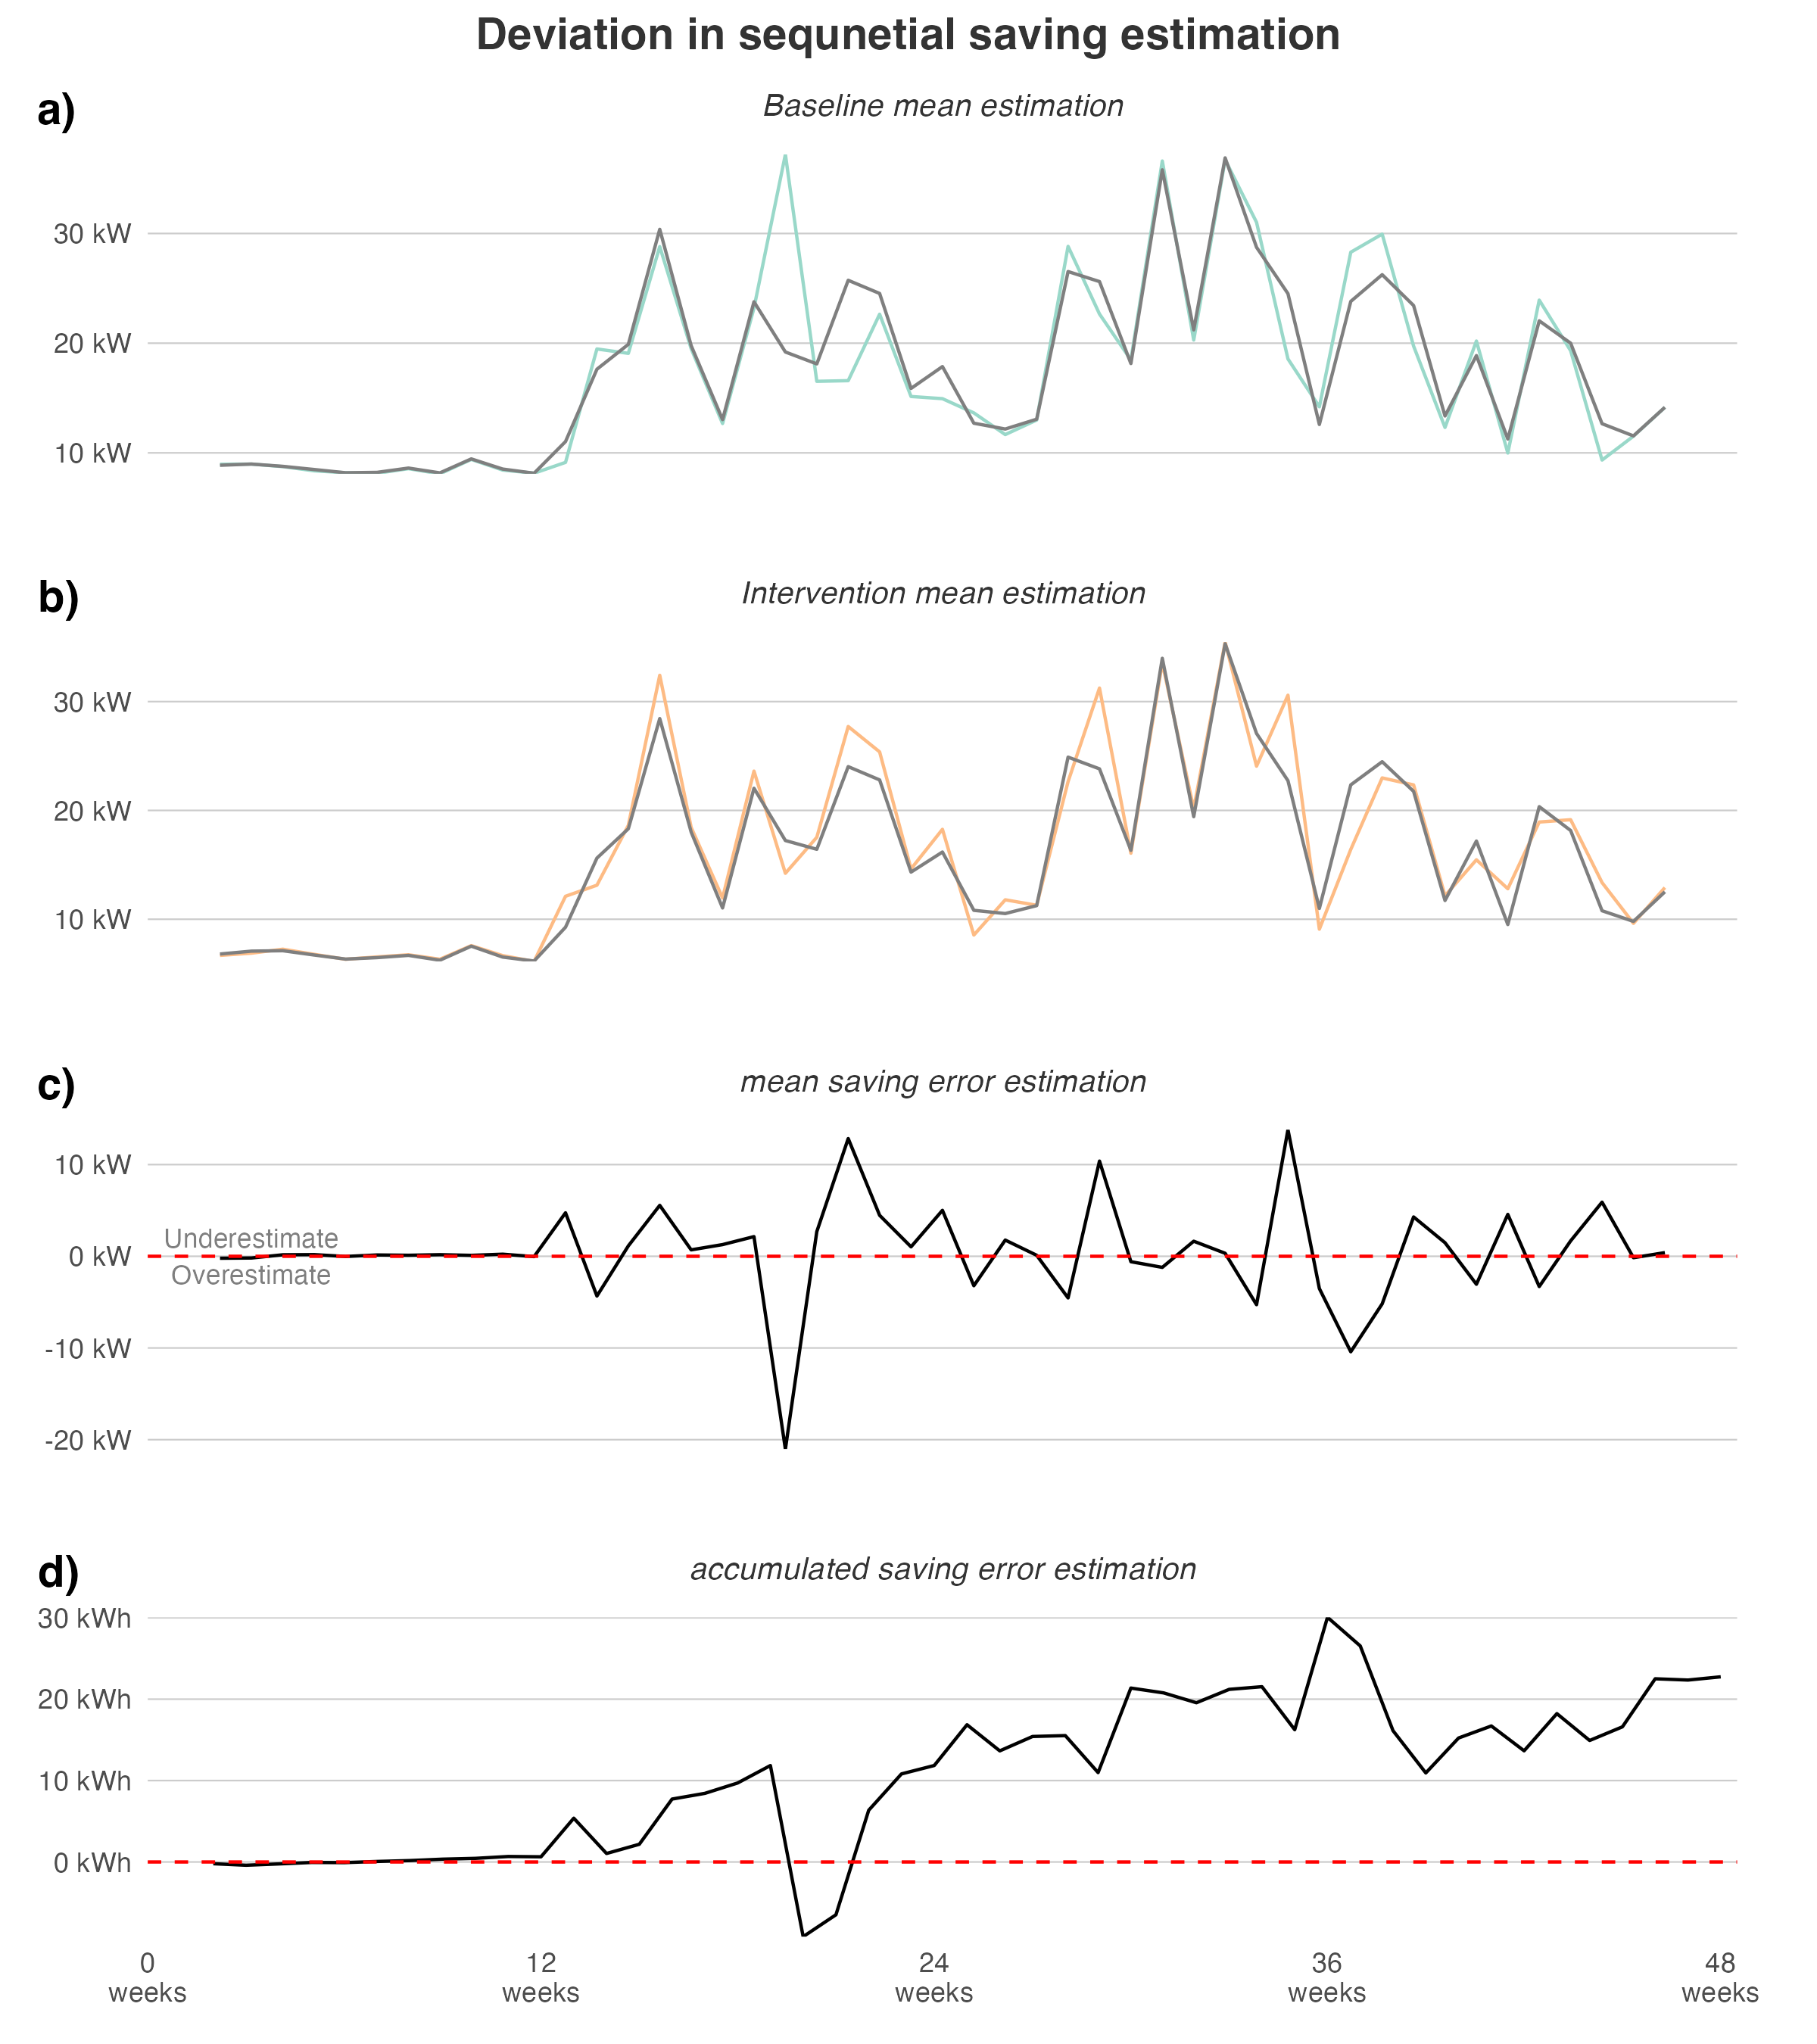 Deviation in sequnetial saving estimation
a)
Baseline mean estimation
30 kW
20 kW
10 kW
b)
Intervention mean estimation
30 kW
20 kW
10 kW
c)
mean saving error estimation
10 kW
Underestimate
0 kW
Overestimate
-10 kW
-20 kW
d)
accumulated saving error estimation
30 kWh
20 kWh
10 kWh
0 kWh
0 12 24 36 48
weeks weeks weeks weeks weeks